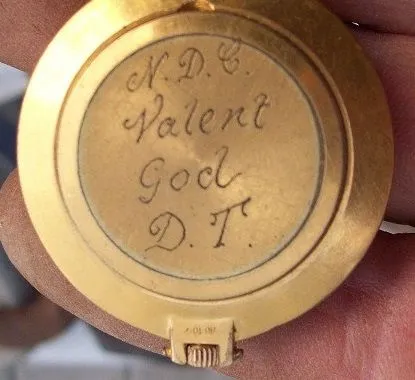 N.D.C.
Valent
God
D. T.